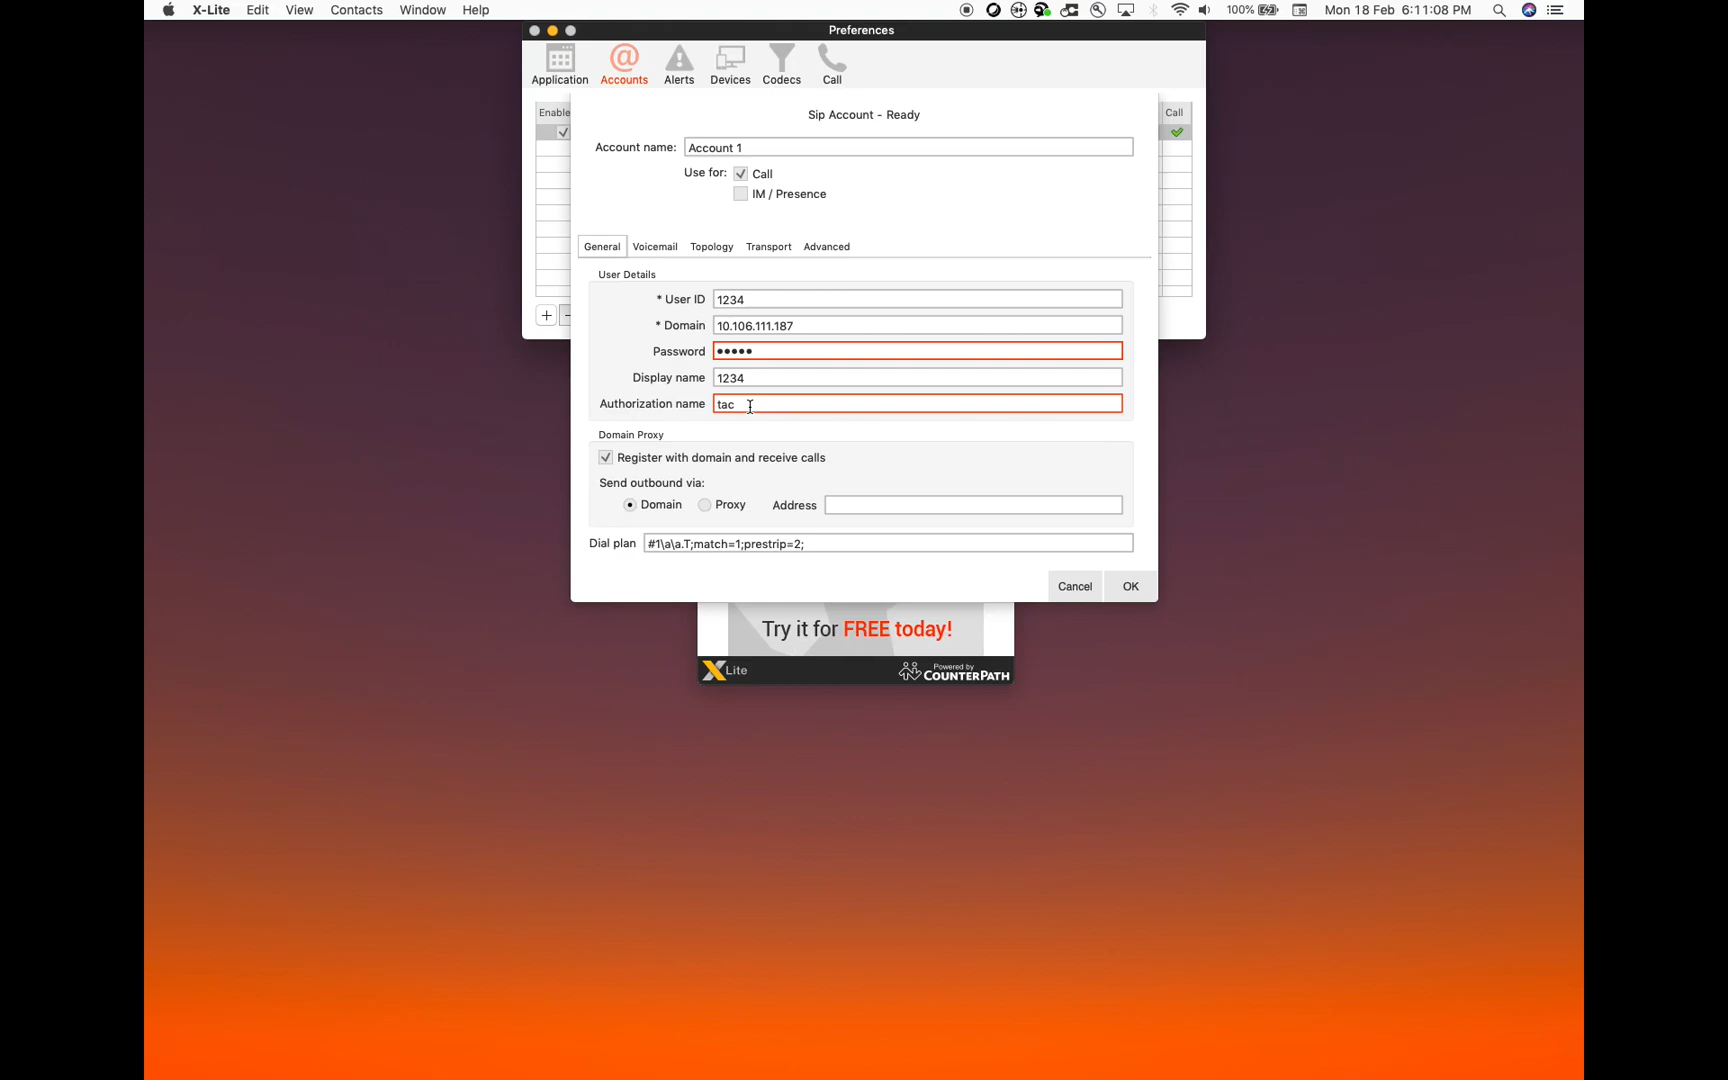 X-Lite Edit View Contacts Window Help 100% Mon 18 Feb 6:11:08 PM
Preferences
Application Accounts Alerts Devices Codecs Call
Enable Call
Sip Account - Ready
Account name: Account 1
Use for: Call
IM / Presence
General Voicemail Topology Transport Advanced
User Details
* User ID 1234
* Domain 10.106.111.187
Password •••••
Display name 1234
Authorization name tac
Domain Proxy
Register with domain and receive calls
Send outbound via:
Domain Proxy Address
Dial plan #1\a\a.T;match=1;prestrip=2;
Cancel OK
Try it for FREE today!
X Lite Powered by
COUNTERPATH